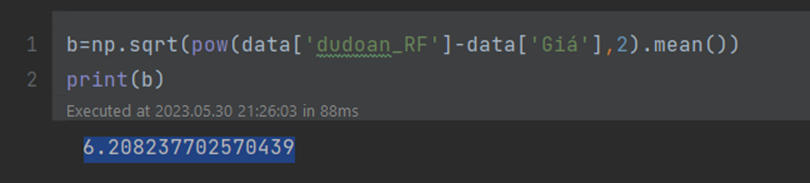 1 b=np.sqrt(pow(data['dudoan_RF']-data['Giá'],2).mean())
2 print(b)
Executed at 2023.05.30 21:26:03 in 88ms
6.208237702570439